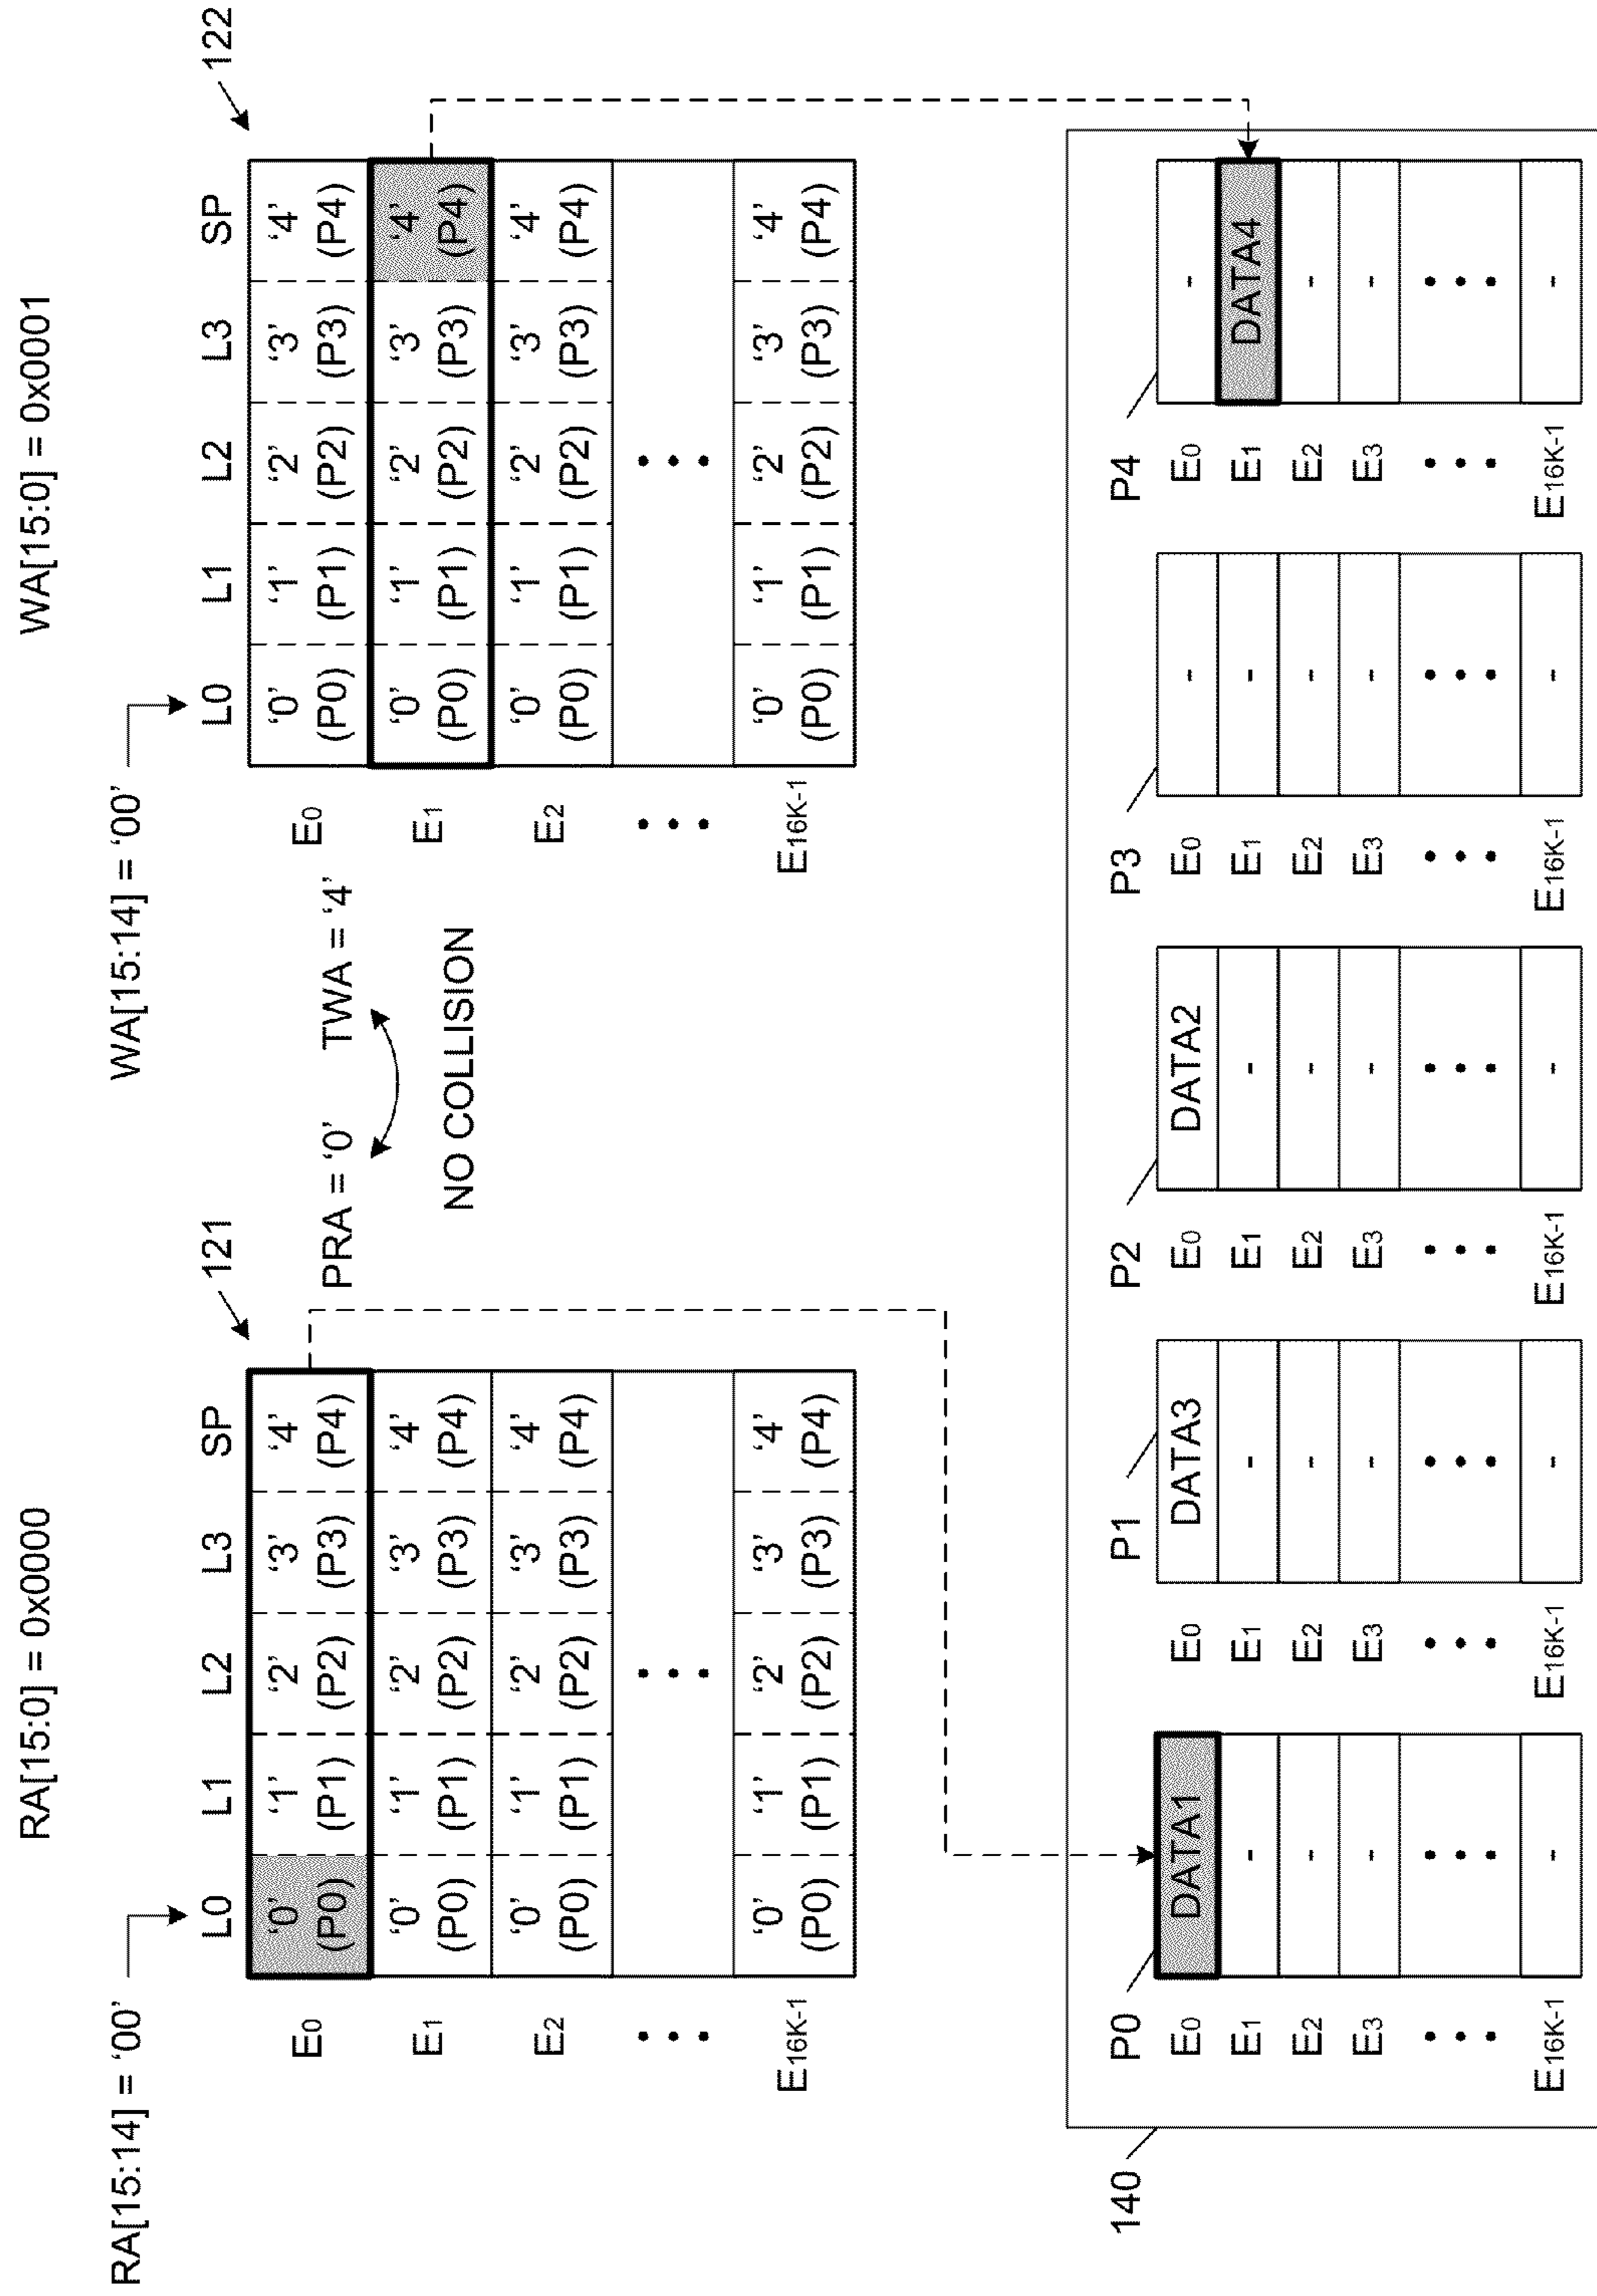 RA[15:0] = 0x0000 WA[15:0] = 0x0001
RA[15:14] = ‘00’ WA[15:14] = ‘00’
L0 L1 L2 L3 SP 121 L0 L1 L2 L3 SP 122
E0 ‘0’ ‘1’ ‘2’ ‘3’ ‘4’ E0 ‘0’ ‘1’ ‘2’ ‘3’ ‘4’
(P0) (P1) (P2) (P3) (P4) PRA = ‘0’ TWA = ‘4’ (P0) (P1) (P2) (P3) (P4)
E1 ‘0’ ‘1’ ‘2’ ‘3’ ‘4’ E1 ‘0’ ‘1’ ‘2’ ‘3’ ‘4’
(P0) (P1) (P2) (P3) (P4) NO COLLISION (P0) (P1) (P2) (P3) (P4)
E2 ‘0’ ‘1’ ‘2’ ‘3’ ‘4’ E2 ‘0’ ‘1’ ‘2’ ‘3’ ‘4’
(P0) (P1) (P2) (P3) (P4) (P0) (P1) (P2) (P3) (P4)
••• ••• ••• •••
E16K-1 ‘0’ ‘1’ ‘2’ ‘3’ ‘4’ E16K-1 ‘0’ ‘1’ ‘2’ ‘3’ ‘4’
(P0) (P1) (P2) (P3) (P4) (P0) (P1) (P2) (P3) (P4)
140 P0 P1 P2 P3 P4
E0 DATA1 E0 DATA3 E0 DATA2 E0 - E0 -
E1 - E1 - E1 - E1 - E1 DATA4
E2 - E2 - E2 - E2 - E2 -
E3 - E3 - E3 - E3 - E3 -
••• ••• ••• ••• ••• ••• ••• ••• ••• •••
E16K-1 - E16K-1 - E16K-1 - E16K-1 - E16K-1 -